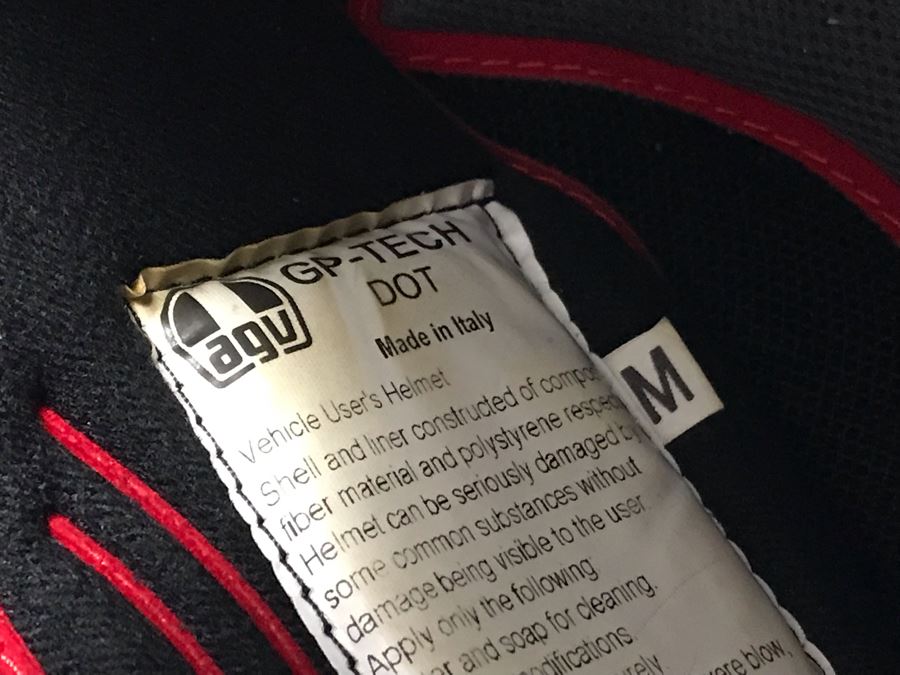 GP-TECH
DOT
agv
Made in Italy
M
Vehicle User's Helmet
Shell and liner constructed of
fiber material and polystyrene
Helmet can be seriously damaged by
some common substances without
damage being visible to the user.
Apply only the following:
and soap for cleaning.
blow,